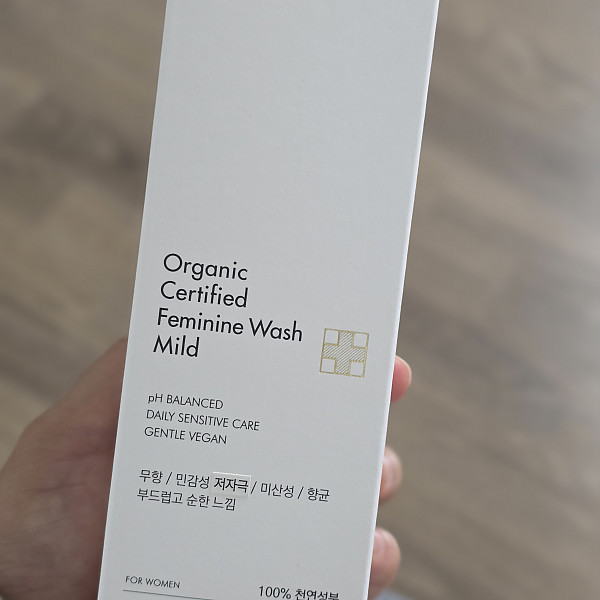 Organic
Certified
Feminine Wash
Mild
pH BALANCED
DAILY SENSITIVE CARE
GENTLE VEGAN
무향 / 민감성 저자극 / 미산성 / 향균
부드럽고 순한 느낌
FOR WOMEN
100% 천연성분